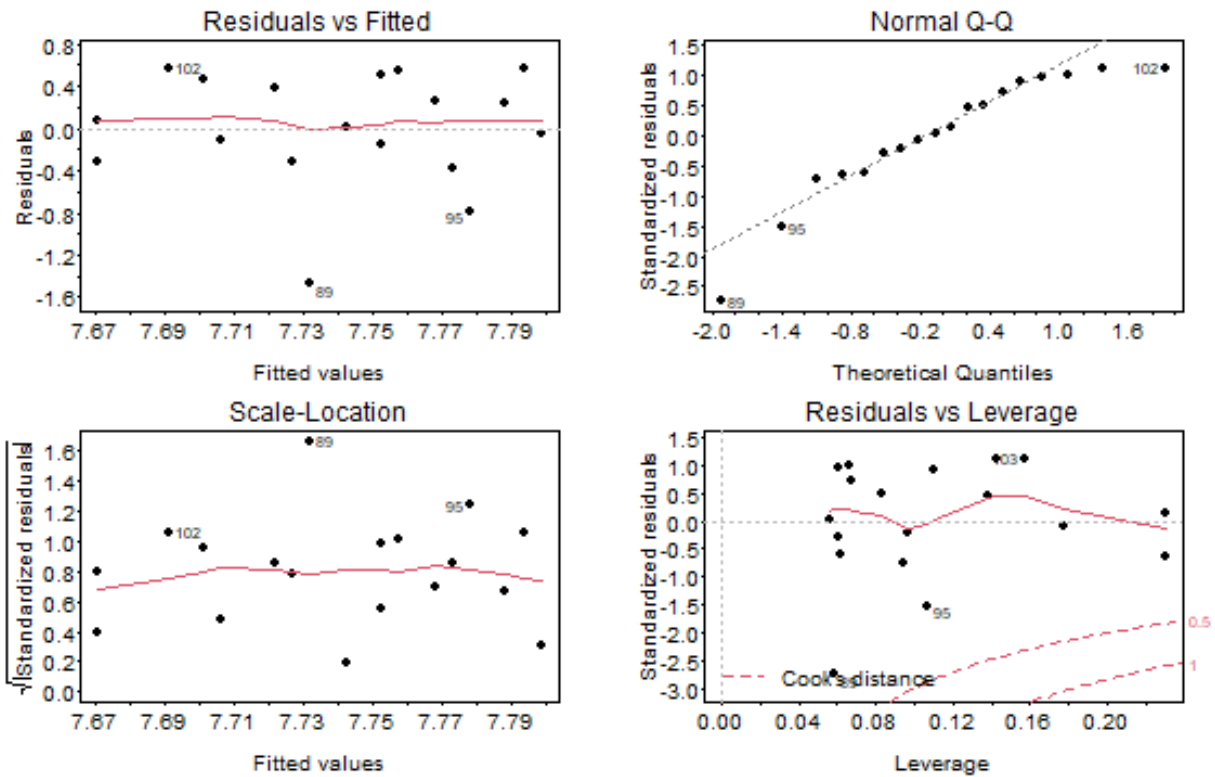 Residuals vs Fitted
Residuals
0.8
0.4
0.0
-0.4
-0.8
-1.2
-1.6
102
95
89
7.67 7.69 7.71 7.73 7.75 7.77 7.79
Fitted values
Normal Q-Q
Standardized residuals
1.5
1.0
0.5
0.0
-0.5
-1.0
-1.5
-2.0
-2.5
102
95
89
-2.0 -1.4 -0.8 -0.2 0.4 1.0 1.6
Theoretical Quantiles
Scale-Location
√|Standardized residuals|
1.6
1.4
1.2
1.0
0.8
0.6
0.4
0.2
0.0
89
95
102
7.67 7.69 7.71 7.73 7.75 7.77 7.79
Fitted values
Residuals vs Leverage
Standardized residuals
1.5
1.0
0.5
0.0
-0.5
-1.0
-1.5
-2.0
-2.5
-3.0
03
95
0.5
1
Cook's distance
0.00 0.04 0.08 0.12 0.16 0.20
Leverage